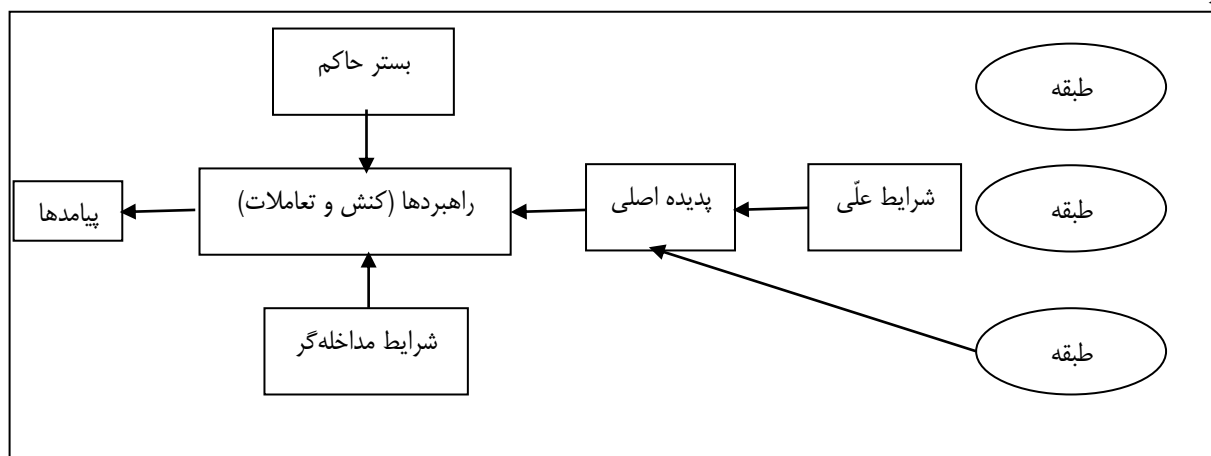 بستر حاکم
طبقه
شرایط علّی
پدیده اصلی
راهبردها (کنش و تعاملات)
پیامدها
طبقه
شرایط مداخله‌گر
طبقه